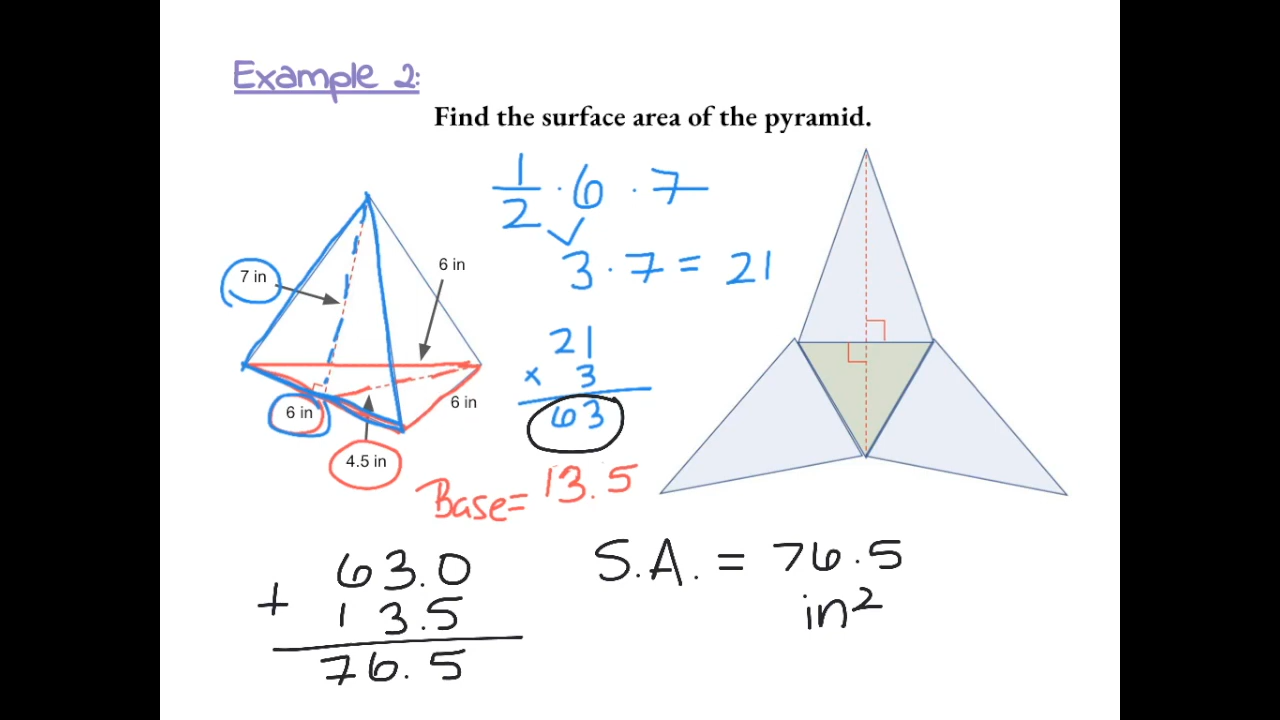 Example 2:
Find the surface area of the pyramid.
1/2 · 6 · 7
3 · 7 = 21
7 in
6 in
6 in
6 in
4.5 in
21
x 3
63
Base = 13.5
63.0
+ 13.5
76.5
S.A. = 76.5
in²